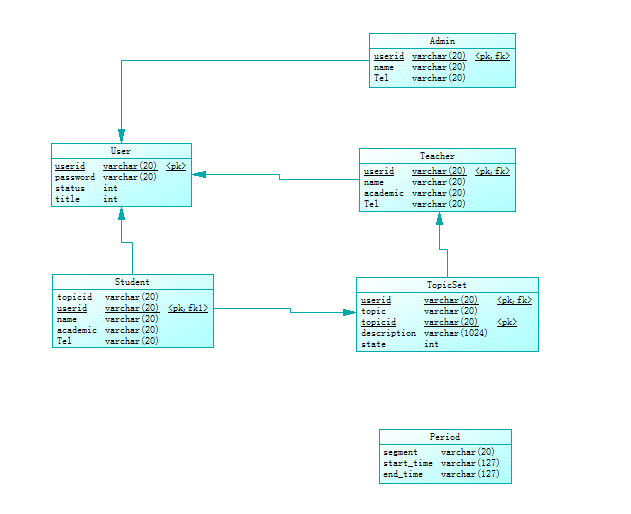 Admin
userid varchar(20) <pk,fk>
name varchar(20)
Tel varchar(20)
User
userid varchar(20) <pk>
password varchar(20)
status int
title int
Teacher
userid varchar(20) <pk,fk>
name varchar(20)
academic varchar(20)
Tel varchar(20)
Student
topicid varchar(20)
userid varchar(20) <pk,fk1>
name varchar(20)
academic varchar(20)
Tel varchar(20)
TopicSet
userid varchar(20) <pk,fk>
topic varchar(20)
topicid varchar(20) <pk>
description varchar(1024)
state int
Period
segment varchar(20)
start_time varchar(127)
end_time varchar(127)